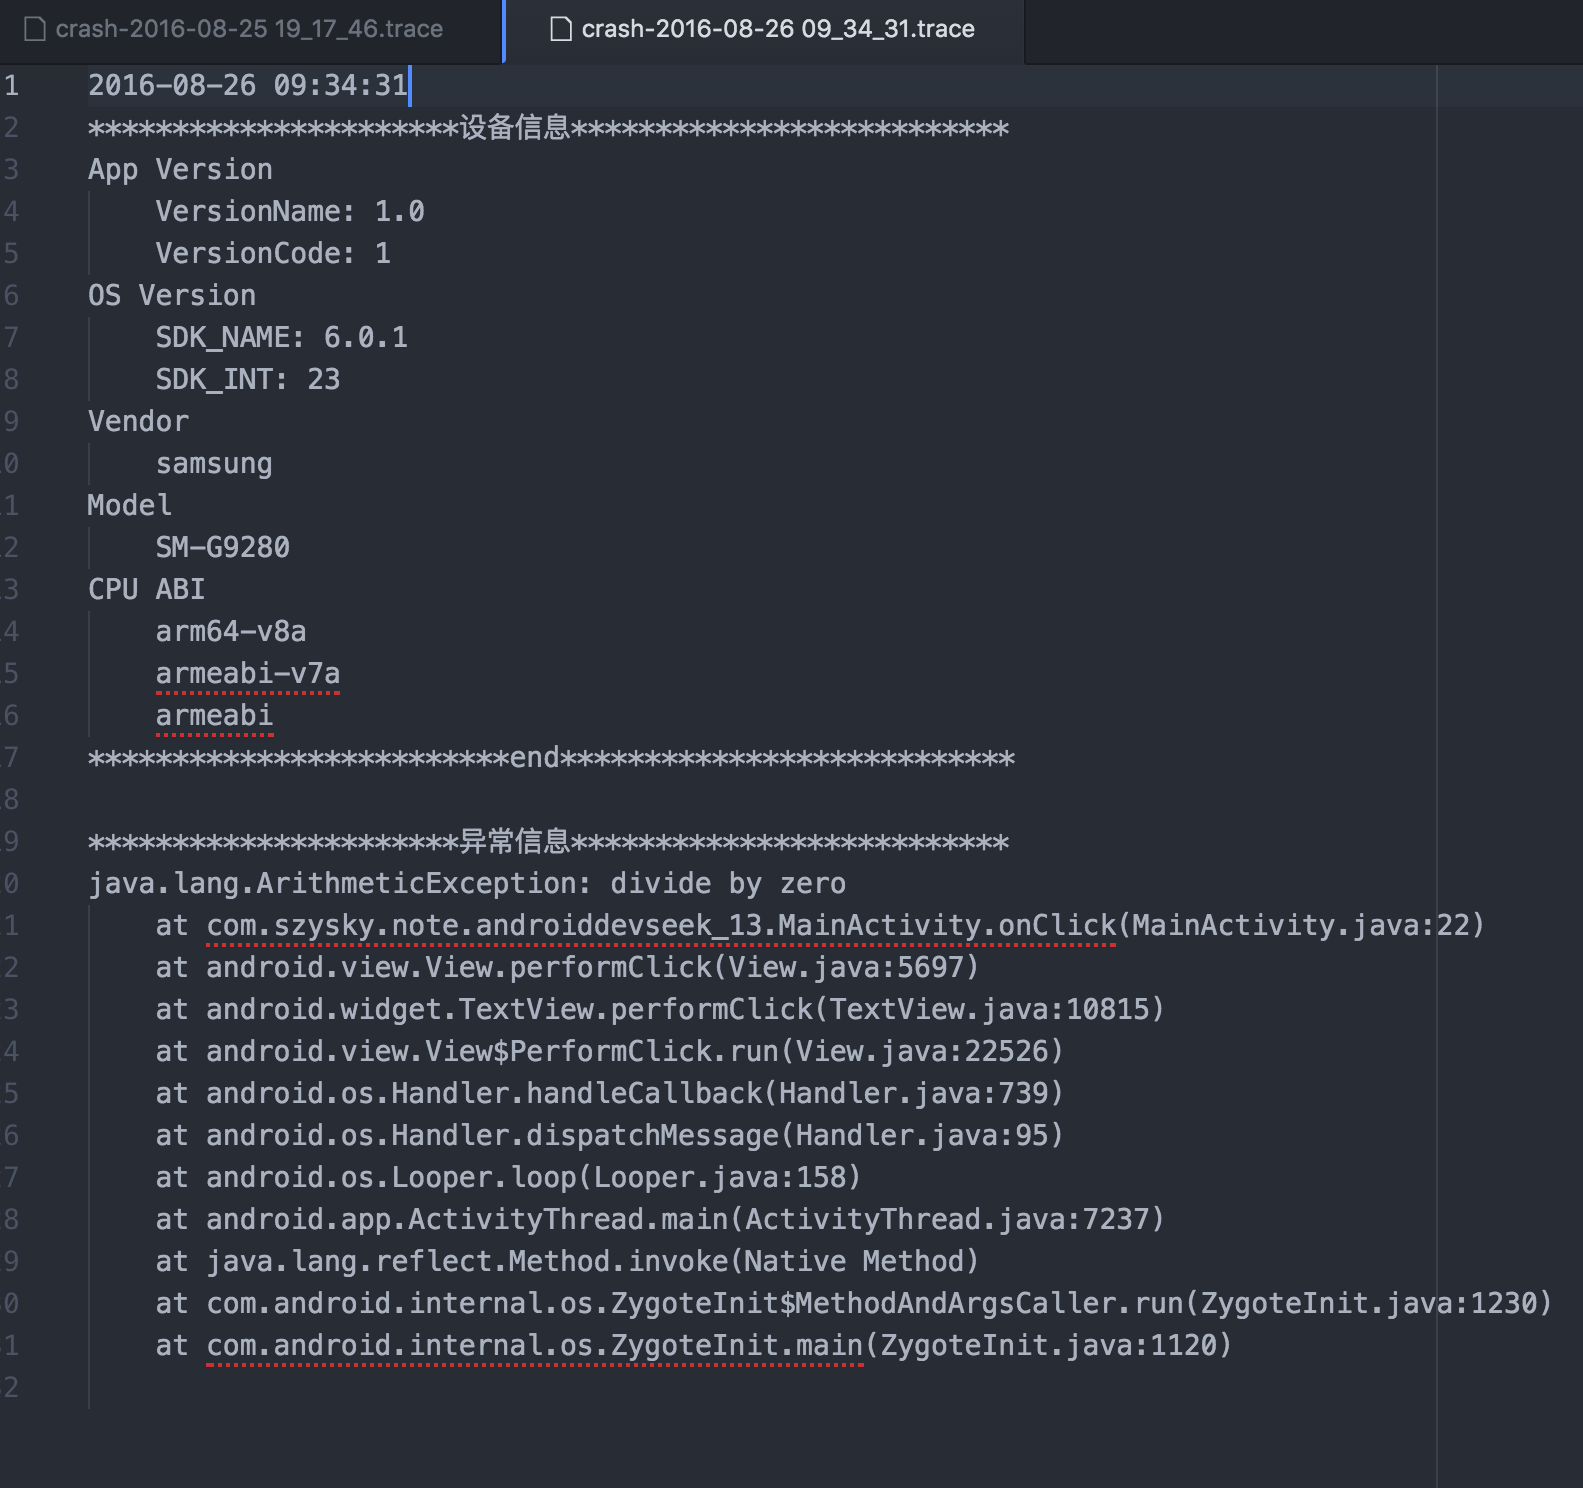 crash-2016-08-25 19_17_46.trace
crash-2016-08-26 09_34_31.trace
1 2016-08-26 09:34:31
2 **********************设备信息**************************
3 App Version
4     VersionName: 1.0
5     VersionCode: 1
6 OS Version
7     SDK_NAME: 6.0.1
8     SDK_INT: 23
9 Vendor
0     samsung
1 Model
2     SM-G9280
3 CPU ABI
4     arm64-v8a
5     armeabi-v7a
6     armeabi
7 *************************end***************************
8
9 **********************异常信息**************************
0 java.lang.ArithmeticException: divide by zero
1     at com.szysky.note.androiddevseek_13.MainActivity.onClick(MainActivity.java:22)
2     at android.view.View.performClick(View.java:5697)
3     at android.widget.TextView.performClick(TextView.java:10815)
4     at android.view.View$PerformClick.run(View.java:22526)
5     at android.os.Handler.handleCallback(Handler.java:739)
6     at android.os.Handler.dispatchMessage(Handler.java:95)
7     at android.os.Looper.loop(Looper.java:158)
8     at android.app.ActivityThread.main(ActivityThread.java:7237)
9     at java.lang.reflect.Method.invoke(Native Method)
0     at com.android.internal.os.ZygoteInit$MethodAndArgsCaller.run(ZygoteInit.java:1230)
1     at com.android.internal.os.ZygoteInit.main(ZygoteInit.java:1120)
2